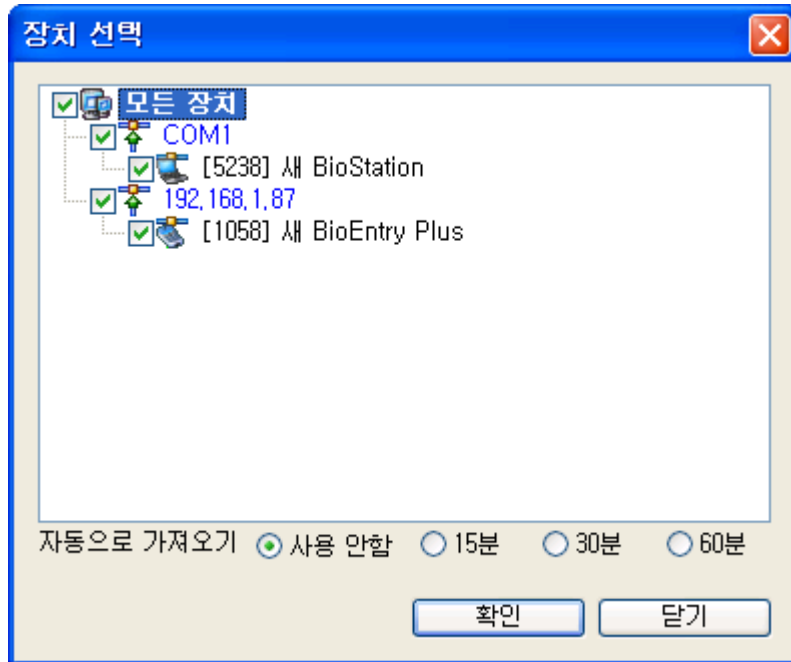 장치 선택
모든 장치
COM1
[5238] 새 BioStation
192,168,1,87
[1058] 새 BioEntry Plus
자동으로 가져오기 사용 안함 15분 30분 60분
확인 닫기